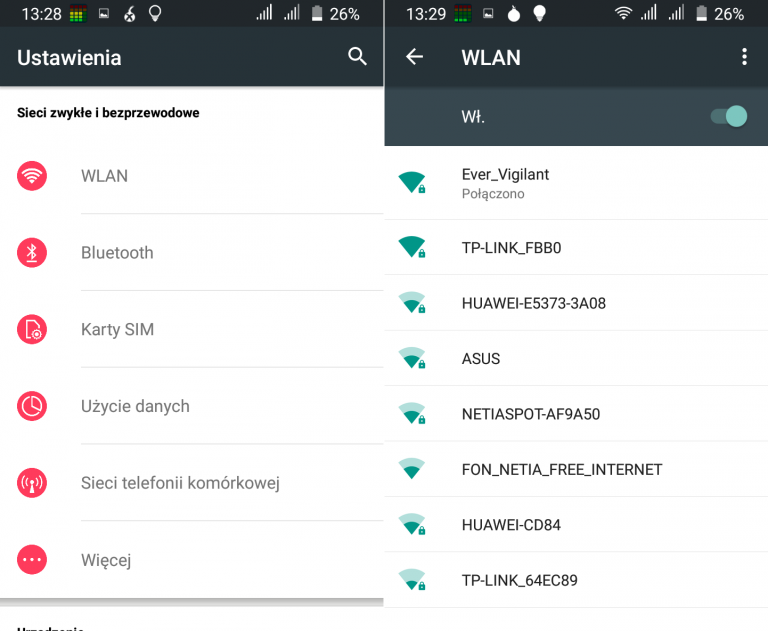 13:28
26%
Ustawienia
Sieci zwykłe i bezprzewodowe
WLAN
Bluetooth
Karty SIM
Użycie danych
Sieci telefonii komórkowej
Więcej
Urządzenie
13:29
26%
WLAN
Wł.
Ever_Vigilant
Połączono
TP-LINK_FBB0
HUAWEI-E5373-3A08
ASUS
NETIASPOT-AF9A50
FON_NETIA_FREE_INTERNET
HUAWEI-CD84
TP-LINK_64EC89